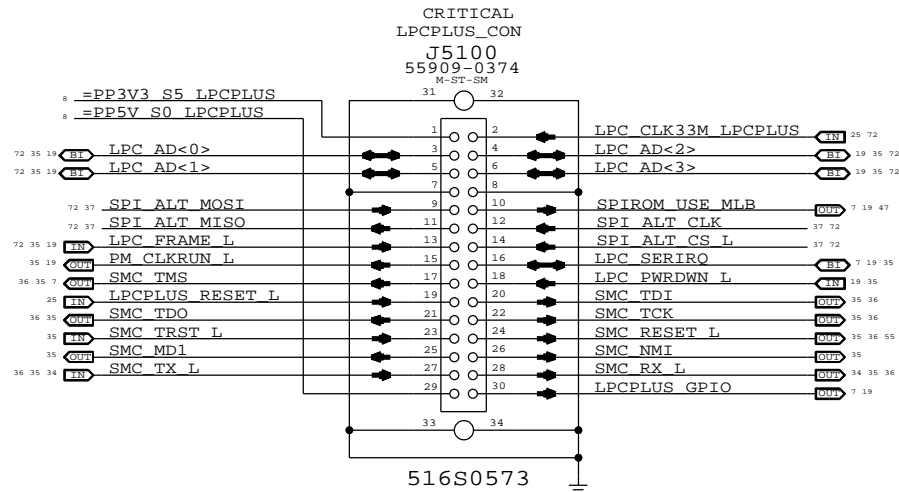 CRITICAL
LPCPLUS_CON
J5100
55909-0374
M-ST-SM
31 32
8 =PP3V3_S5_LPCPLUS
8 =PP5V_S0_LPCPLUS
1 2 LPC_CLK33M_LPCPLUS IN 25 72
72 35 19 BI LPC_AD<0> 3 4 LPC_AD<2> BI 19 35 72
72 35 19 BI LPC_AD<1> 5 6 LPC_AD<3> BI 19 35 72
7 8
72 37 SPI_ALT_MOSI 9 10 SPIROM_USE_MLB OUT 7 19 47
72 37 SPI_ALT_MISO 11 12 SPI_ALT_CLK 37 72
72 35 19 IN LPC_FRAME_L 13 14 SPI_ALT_CS_L 37 72
35 19 OUT PM_CLKRUN_L 15 16 LPC_SERIRQ BI 7 19 35
36 35 7 OUT SMC_TMS 17 18 LPC_PWRDWN_L IN 19 35
25 IN LPCPLUS_RESET_L 19 20 SMC_TDI OUT 35 36
36 35 OUT SMC_TDO 21 22 SMC_TCK OUT 35 36
35 IN SMC_TRST_L 23 24 SMC_RESET_L OUT 35 36 55
35 OUT SMC_MD1 25 26 SMC_NMI OUT 35
36 35 34 IN SMC_TX_L 27 28 SMC_RX_L OUT 34 35 36
29 30 LPCPLUS_GPIO OUT 7 19
33 34
516S0573